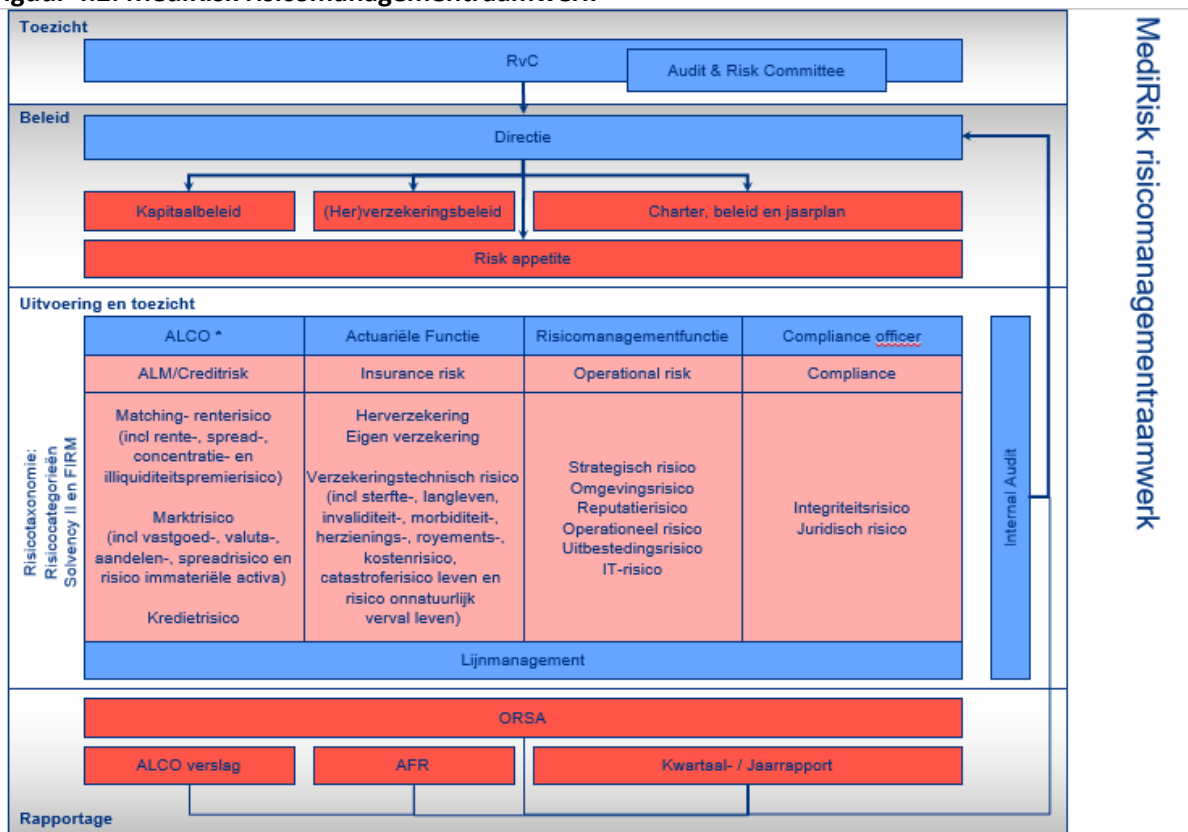 Toezicht
RvC
Audit & Risk Committee
Beleid
Directie
Kapitaalbeleid
(Her)verzekeringsbeleid
Charter, beleid en jaarplan
Risk appetite
Uitvoering en toezicht
ALCO *
Actuariële Functie
Risicomanagementfunctie
Compliance officer
ALM/Creditrisk
Insurance risk
Operational risk
Compliance
Risicotaxonomie:
Risicocategorieën
Solvency II en FIRM
Matching- renterisico
(incl rente-, spread-,
concentratie- en
illiquiditeitspremierisico)
Marktrisico
(incl vastgoed-, valuta-,
aandelen-, spreadrisico en
risico immateriële activa)
Kredietrisico
Herverzekering
Eigen verzekering
Verzekeringstechnisch risico
(incl sterfte-, langleven,
invaliditeit-, morbiditeit-,
herzienings-, royements-,
kostenrisico,
catastroferisico leven en
risico onnatuurlijk
verval leven)
Strategisch risico
Omgevingsrisico
Reputatierisico
Operationeel risico
Uitbestedingsrisico
IT-risico
Integriteitsrisico
Juridisch risico
Internal Audit
Lijnmanagement
ORSA
ALCO verslag
AFR
Kwartaal- / Jaarrapport
Rapportage
MediRisk risicomanagementraamwerk